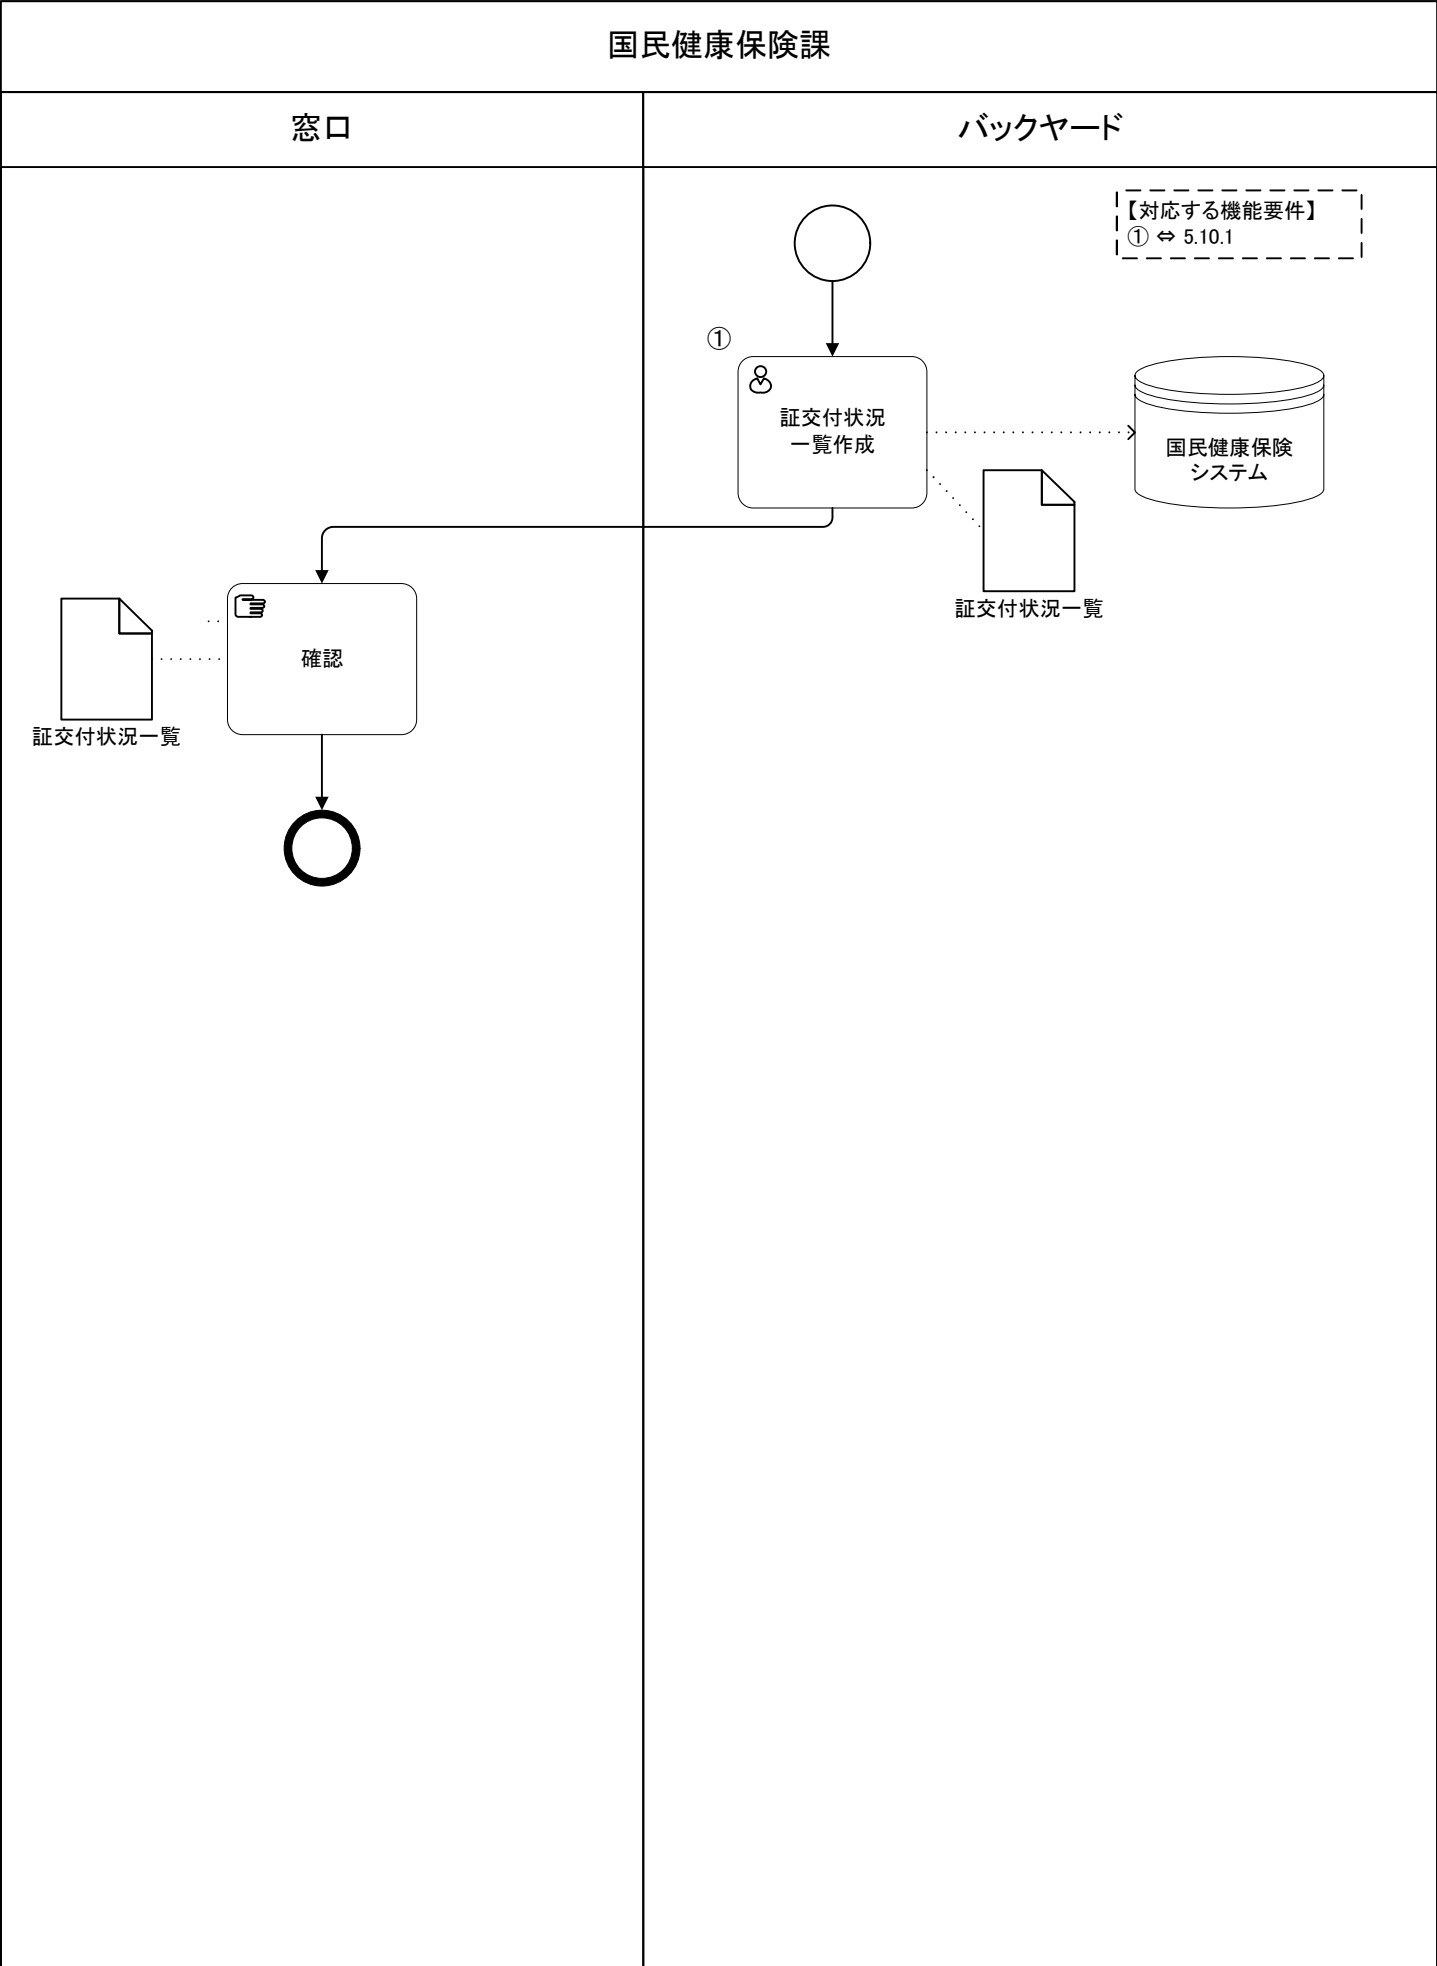 国民健康保険課
窓口
バックヤード
【対応する機能要件】
① ⇔ 5.10.1
①
証交付状況
一覧作成
国民健康保険
システム
証交付状況一覧
確認
証交付状況一覧